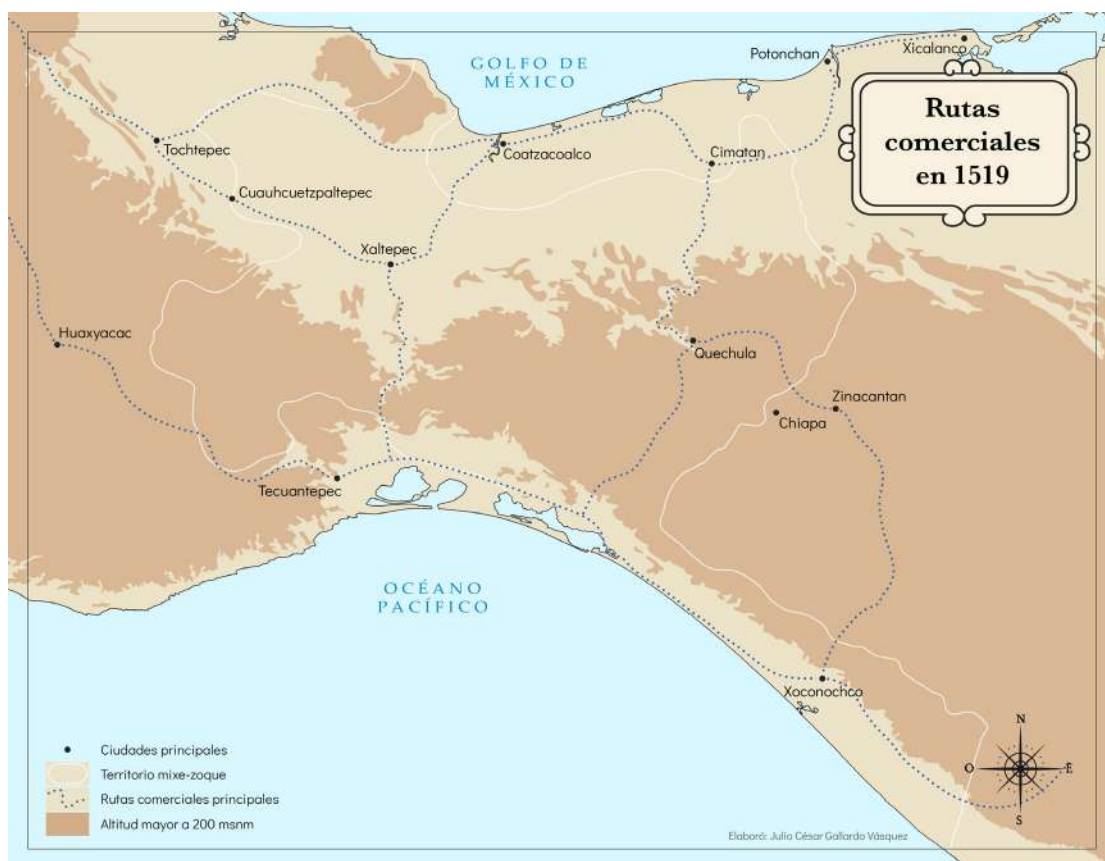 GOLFO DE
MÉXICO
Potonchan
Xicalanco
Rutas
comerciales
en 1519
Tochtepec
Coatzacoalco
Cimatan
Cuauhcuetzpaltepec
Xaltepec
Huaxyacac
Quechula
Zinacantan
Chiapa
Tecuantepec
OCÉANO
PACÍFICO
Xoconochco
N
O
E
S
Ciudades principales
Territorio mixe-zoque
Rutas comerciales principales
Altitud mayor a 200 msnm
Elaboró: Julio César Gallardo Vásquez